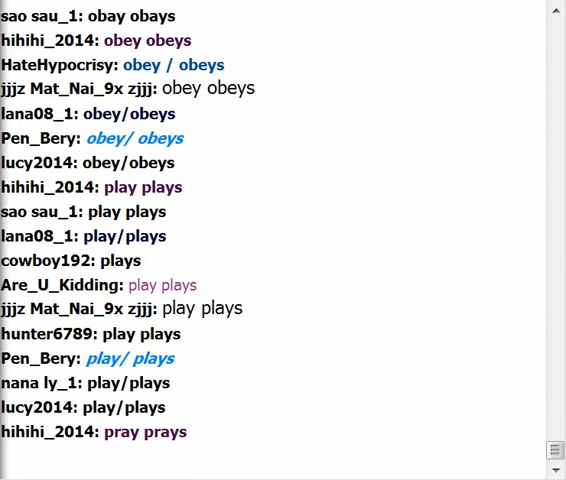 sao sau_1: obay obays
hihihi_2014: obey obeys
HateHypocrisy: obey / obeys
jjjz Mat_Nai_9x zjjj: obey obeys
lana08_1: obey/obeys
Pen_Bery: obey/ obeys
lucy2014: obey/obeys
hihihi_2014: play plays
sao sau_1: play plays
lana08_1: play/plays
cowboy192: plays
Are_U_Kidding: play plays
jjjz Mat_Nai_9x zjjj: play plays
hunter6789: play plays
Pen_Bery: play/ plays
nana ly_1: play/plays
lucy2014: play/plays
hihihi_2014: pray prays